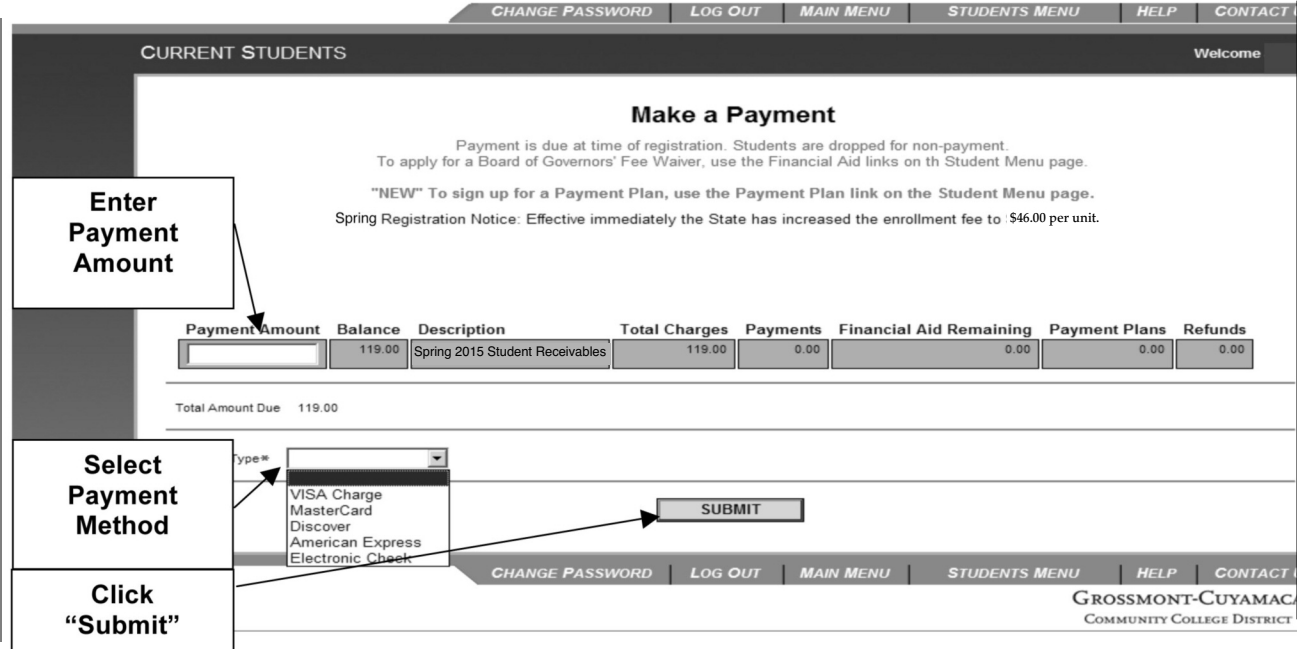 CHANGE PASSWORD LOG OUT MAIN MENU STUDENTS MENU HELP CONTACT
CURRENT STUDENTS Welcome
Make a Payment
Payment is due at time of registration. Students are dropped for non-payment.
To apply for a Board of Governors' Fee Waiver, use the Financial Aid links on th Student Menu page.
"NEW" To sign up for a Payment Plan, use the Payment Plan link on the Student Menu page.
Spring Registration Notice: Effective immediately the State has increased the enrollment fee to $46.00 per unit.
Enter
Payment
Amount
Payment Amount Balance Description Total Charges Payments Financial Aid Remaining Payment Plans Refunds
119.00 Spring 2015 Student Receivables 119.00 0.00 0.00 0.00 0.00
Total Amount Due 119.00
Select
Payment
Method
Type*
VISA Charge
MasterCard
Discover
American Express
Electronic Check
SUBMIT
Click
“Submit”
CHANGE PASSWORD LOG OUT MAIN MENU STUDENTS MENU HELP CONTACT
GROSSMONT-CUYAMACA
COMMUNITY COLLEGE DISTRICT